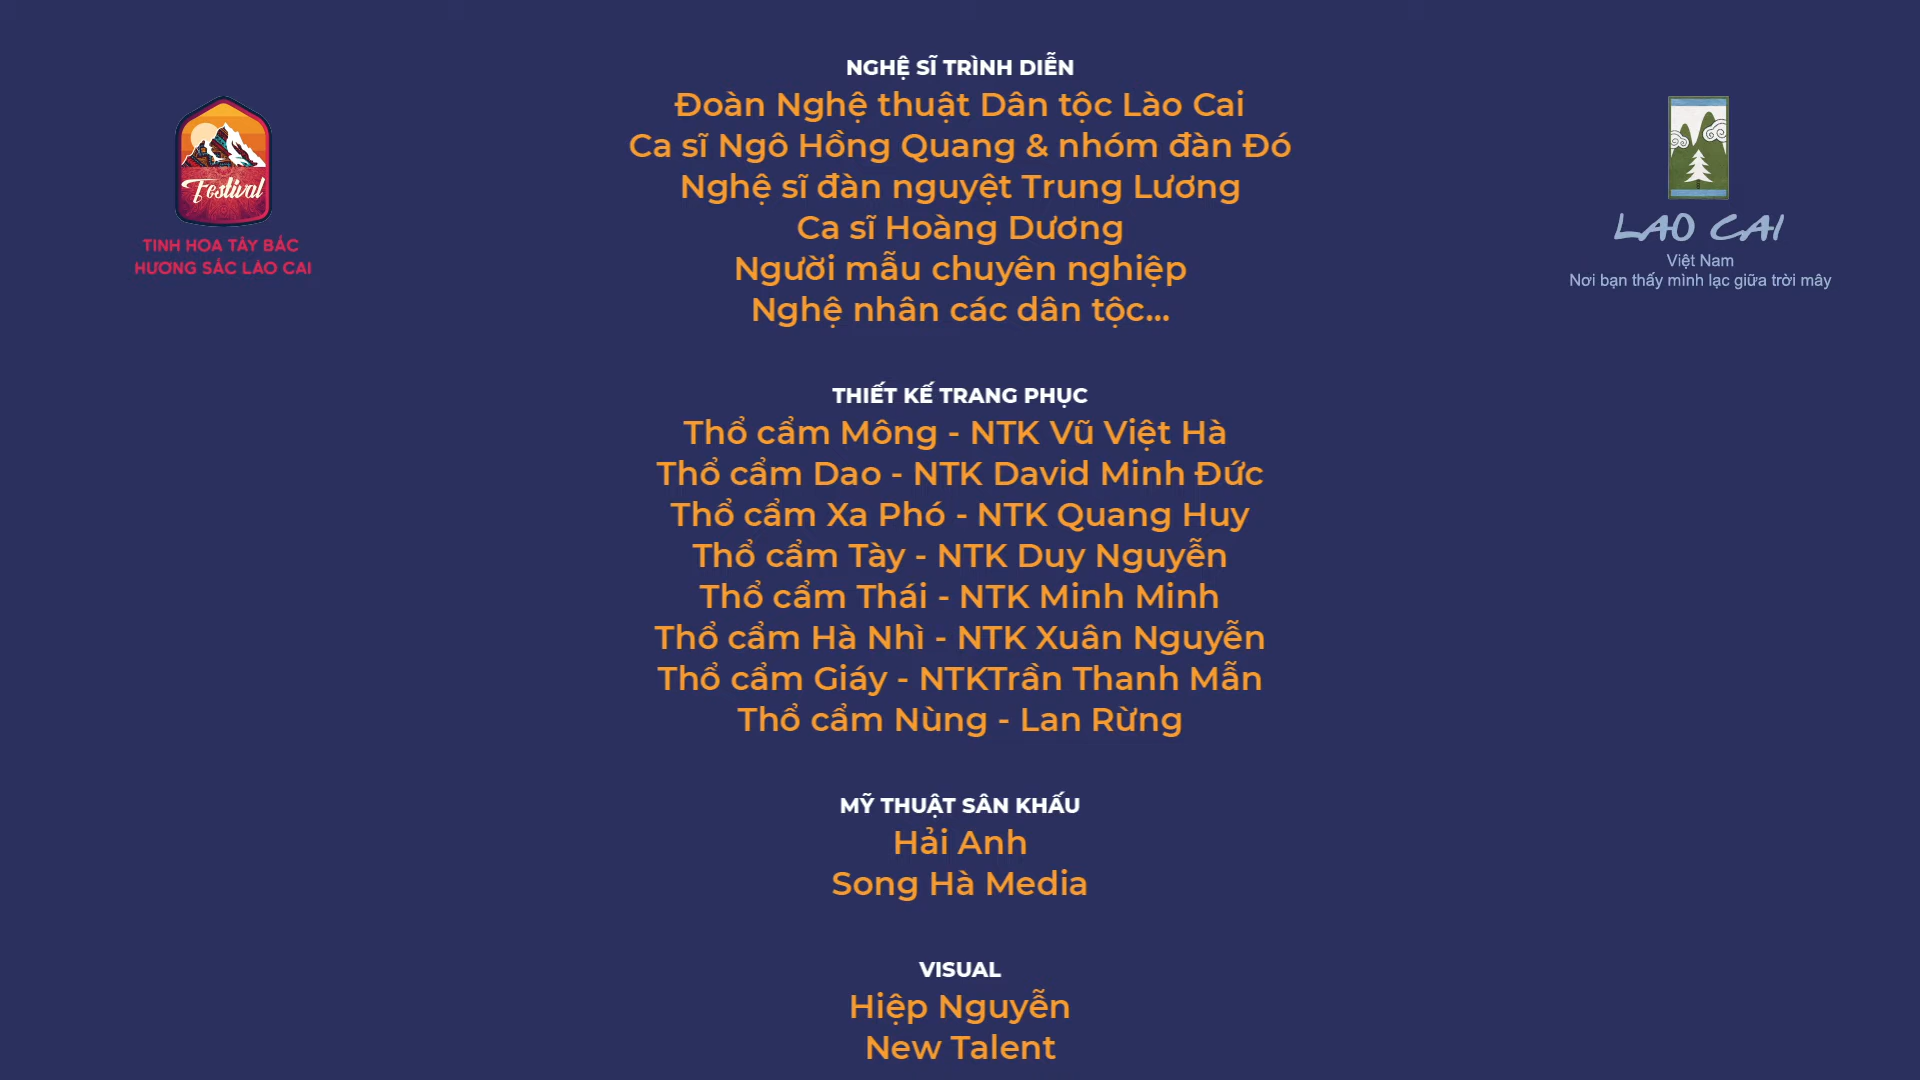 NGHỆ SĨ TRÌNH DIỄN
Đoàn Nghệ thuật Dân tộc Lào Cai
Ca sĩ Ngô Hồng Quang & nhóm đàn Đó
Nghệ sĩ đàn nguyệt Trung Lương
Ca sĩ Hoàng Dương
Người mẫu chuyên nghiệp
Nghệ nhân các dân tộc...
Festival
TINH HOA TÂY BẮC
HƯƠNG SẮC LÀO CAI
LAO CAI
Việt Nam
Nơi bạn thấy mình lạc giữa trời mây
THIẾT KẾ TRANG PHỤC
Thổ cẩm Mông - NTK Vũ Việt Hà
Thổ cẩm Dao - NTK David Minh Đức
Thổ cẩm Xa Phó - NTK Quang Huy
Thổ cẩm Tày - NTK Duy Nguyễn
Thổ cẩm Thái - NTK Minh Minh
Thổ cẩm Hà Nhì - NTK Xuân Nguyễn
Thổ cẩm Giáy - NTKTrần Thanh Mẫn
Thổ cẩm Nùng - Lan Rừng
MỸ THUẬT SÂN KHẤU
Hải Anh
Song Hà Media
VISUAL
Hiệp Nguyễn
New Talent